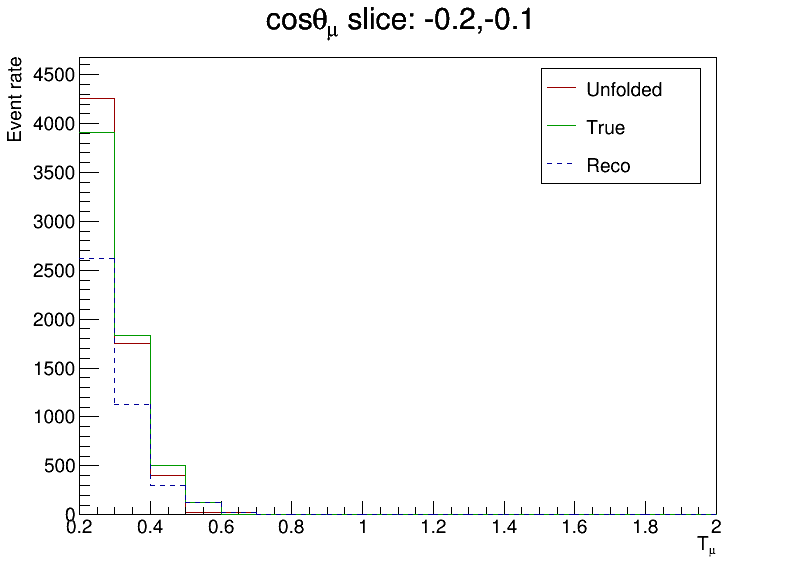 cosθμ slice: -0.2,-0.1
Event rate
4500
4000
3500
3000
2500
2000
1500
1000
500
0
Unfolded
True
Reco
0.2 0.4 0.6 0.8 1 1.2 1.4 1.6 1.8 2
Tμ